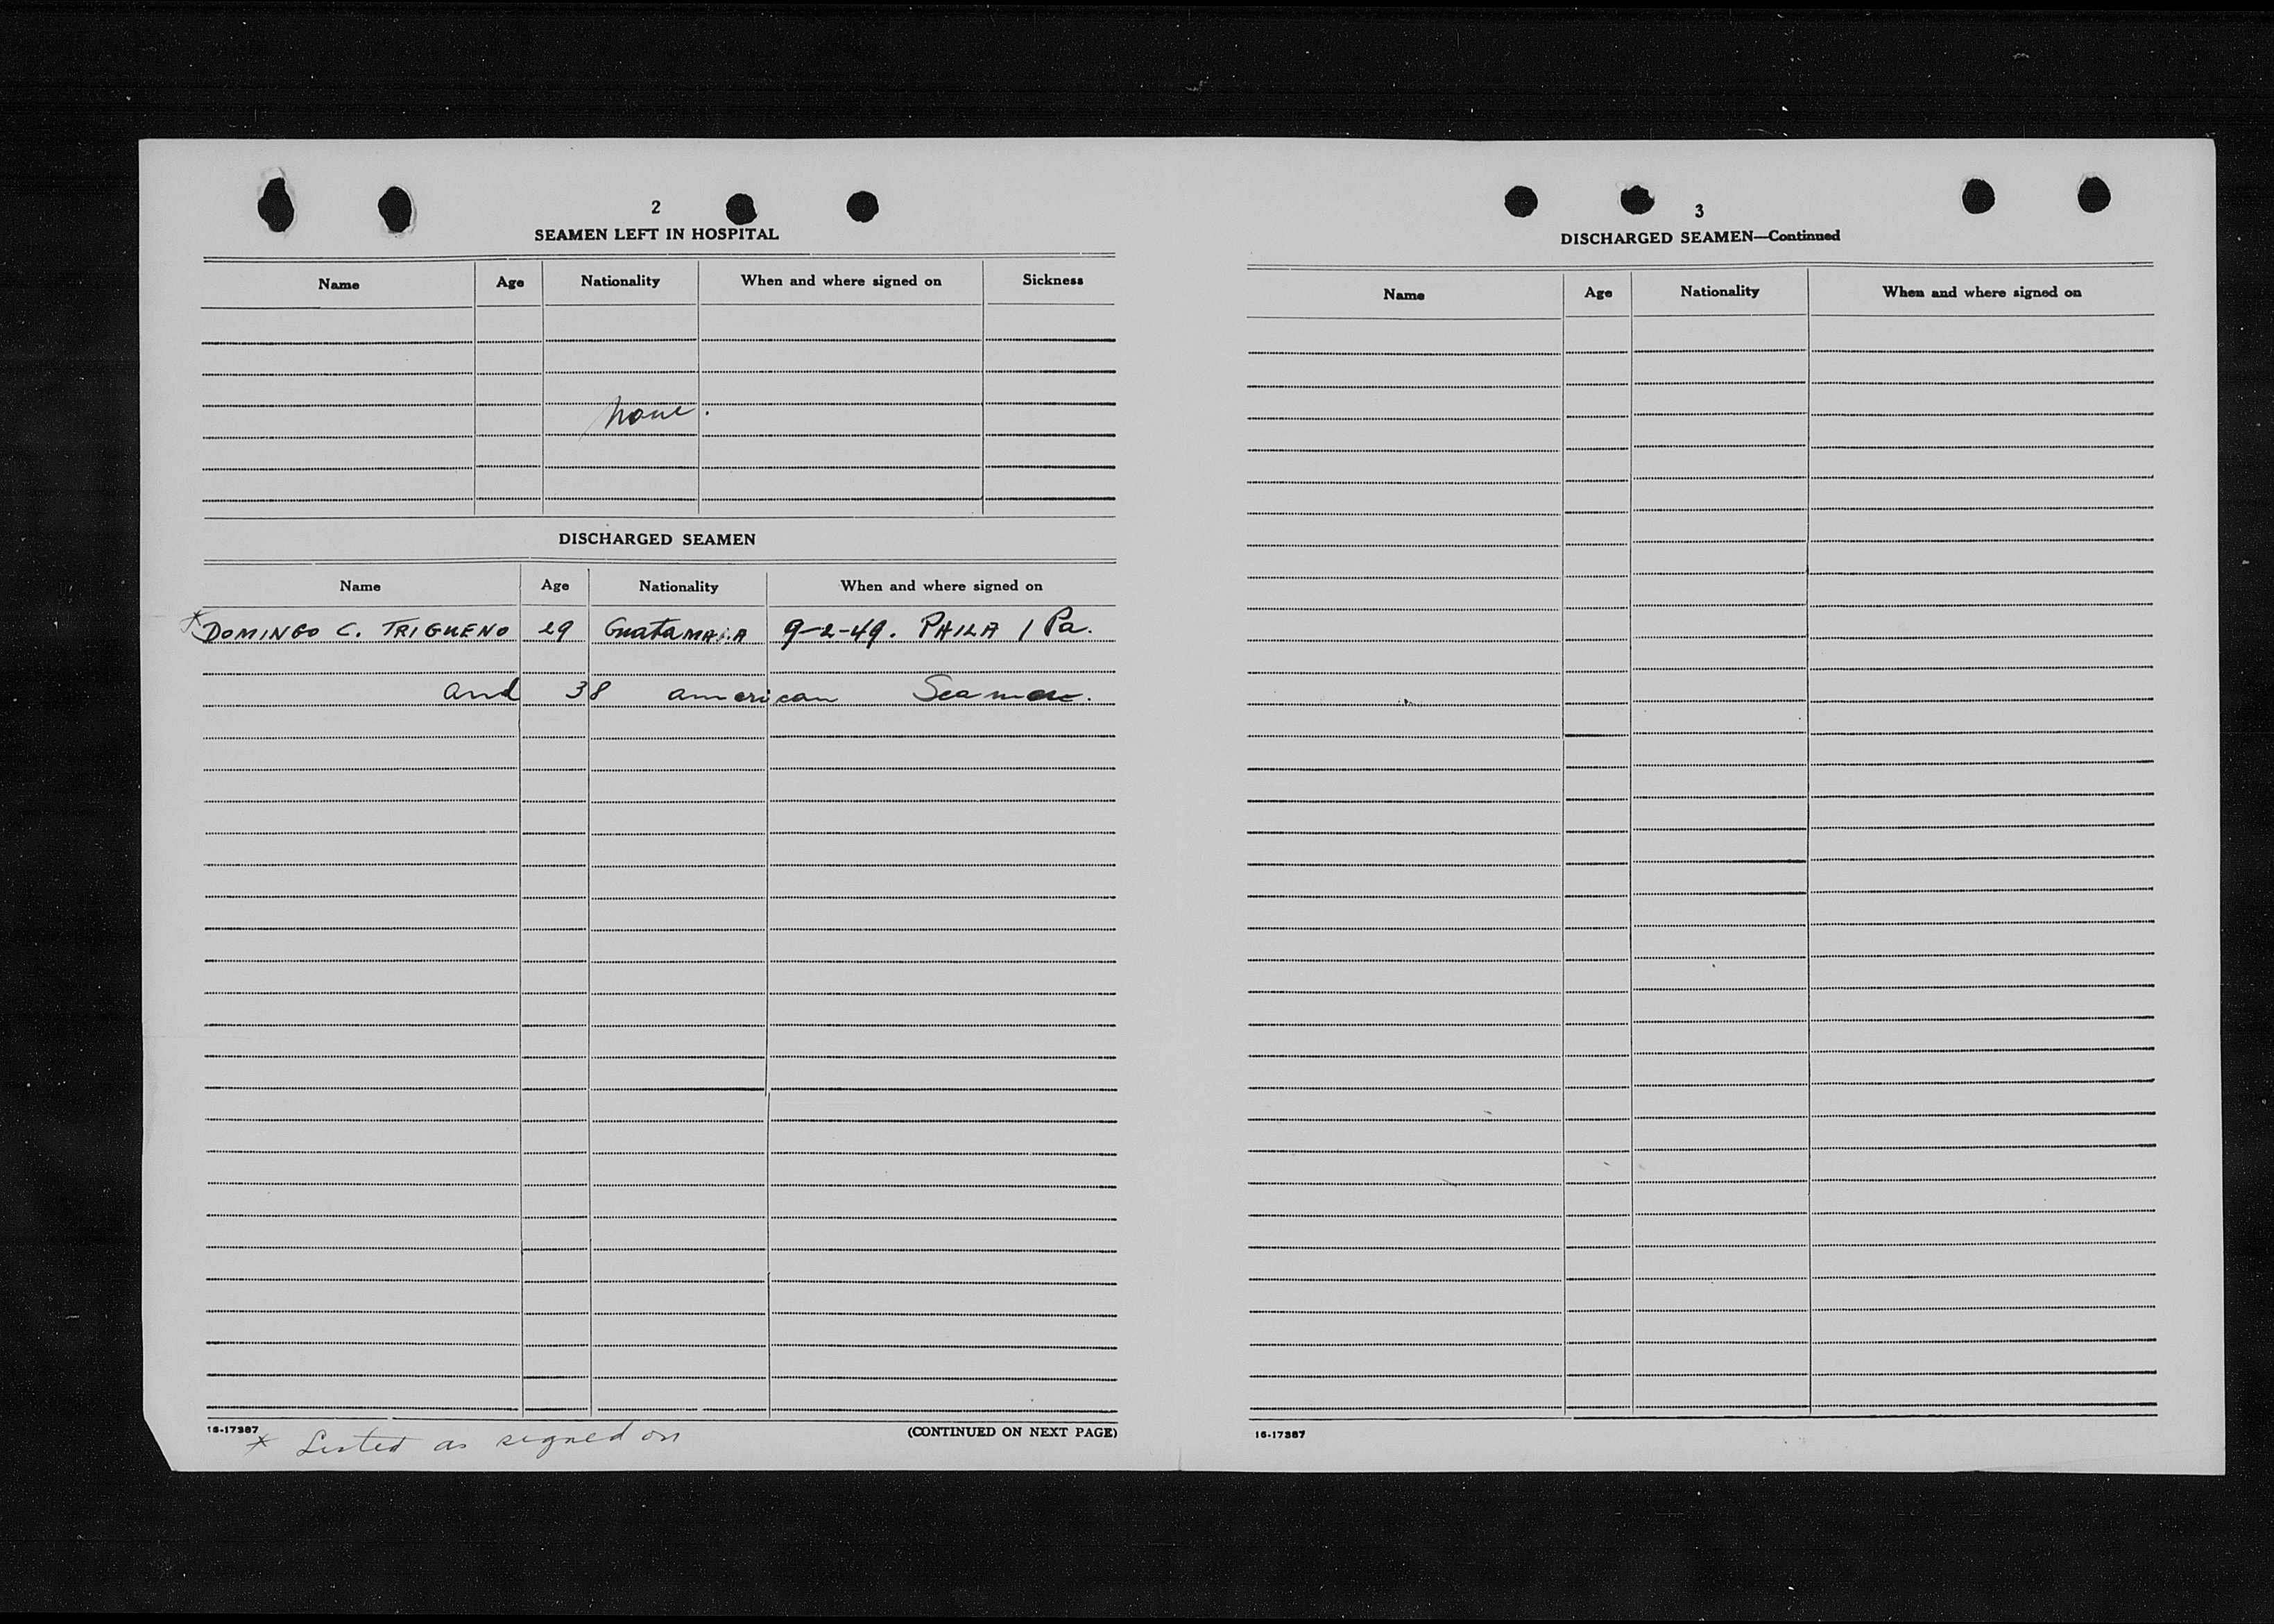 2
SEAMEN LEFT IN HOSPITAL
Name Age Nationality When and where signed on Sickness
None.
DISCHARGED SEAMEN
Name Age Nationality When and where signed on
* DOMINGO C. TRIGUENO 29 GuataMALA 9-2-49. PHILA / Pa.
and 38 american Seamen.
16-17387
(CONTINUED ON NEXT PAGE)
* Listed as signed on
3
DISCHARGED SEAMEN—Continued
Name Age Nationality When and where signed on
16-17387